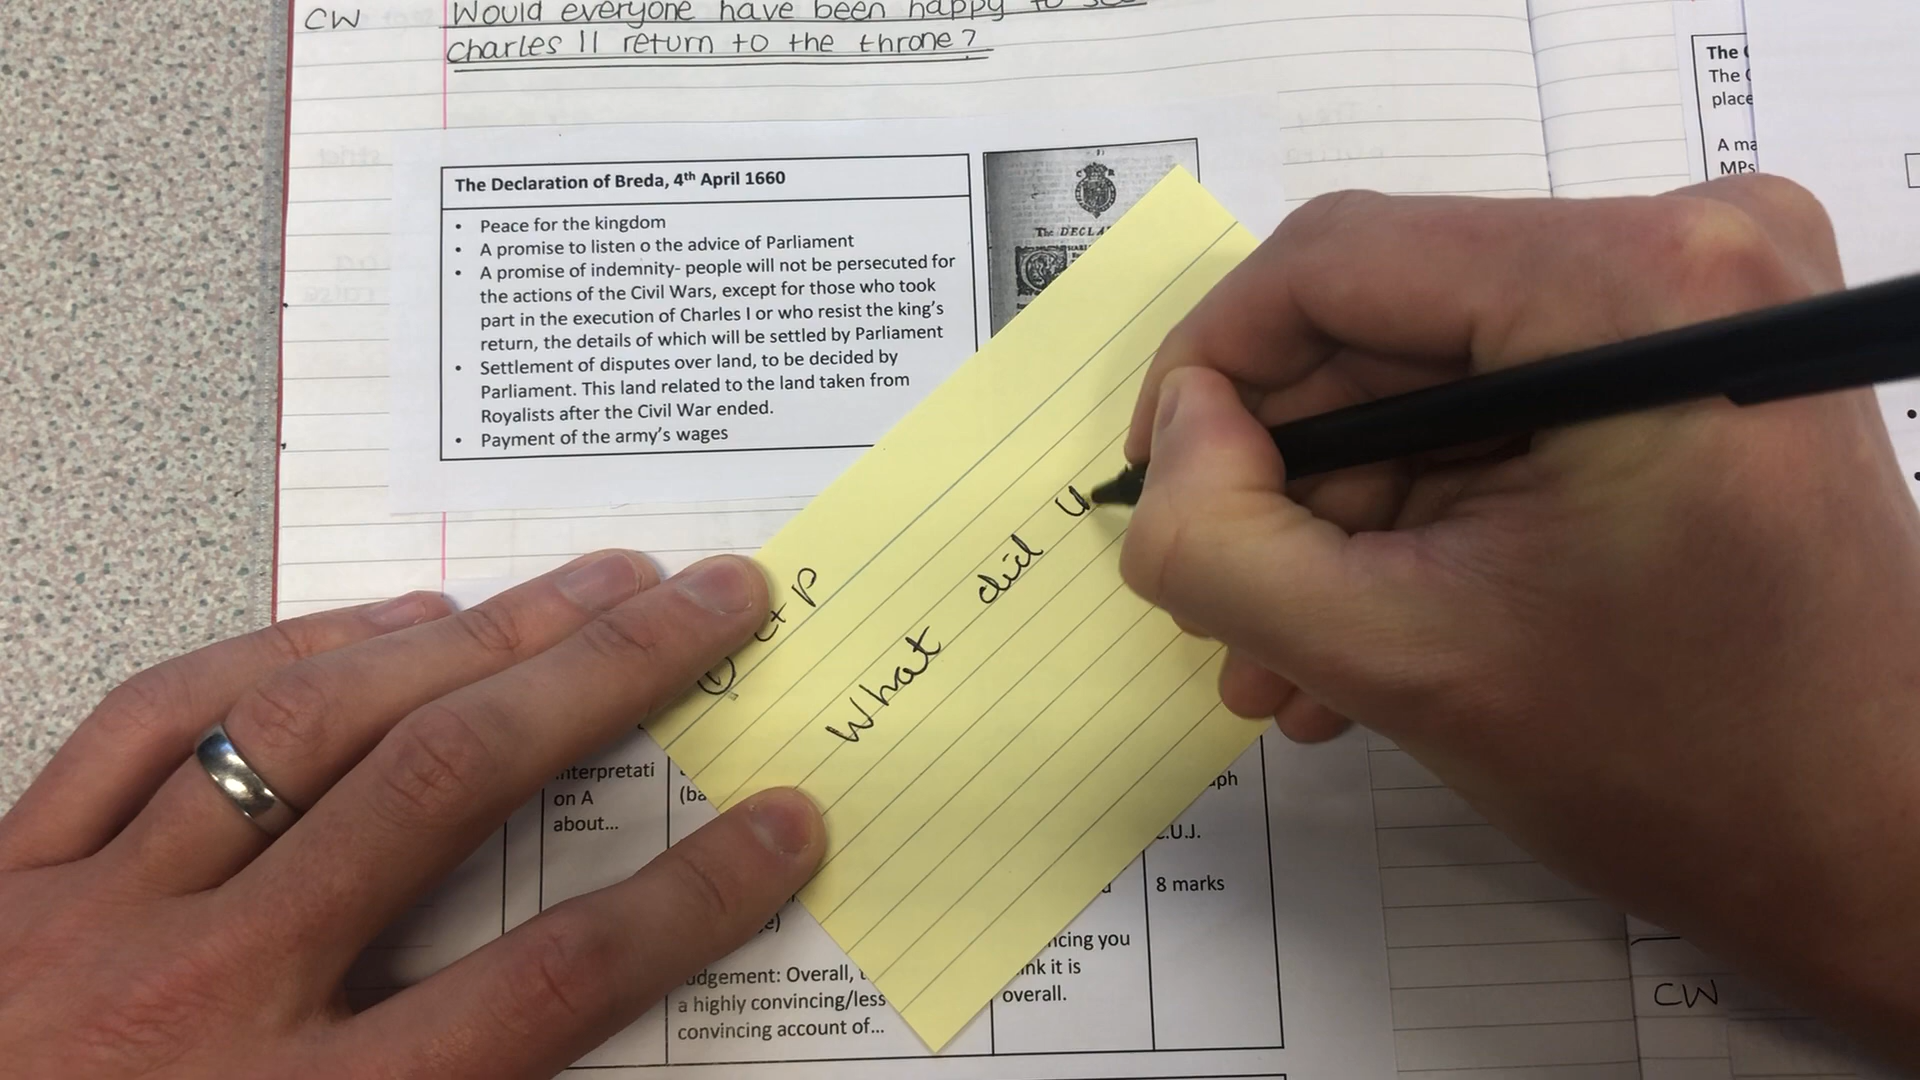 CW
Would everyone have been happy to see
Charles II return to the throne?
The Declaration of Breda, 4th April 1660
• Peace for the kingdom
• A promise to listen o the advice of Parliament
• A promise of indemnity- people will not be persecuted for
the actions of the Civil Wars, except for those who took
part in the execution of Charles I or who resist the king's
return, the details of which will be settled by Parliament
• Settlement of disputes over land, to be decided by
Parliament. This land related to the land taken from
Royalists after the Civil War ended.
• Payment of the army's wages
The DECLA
What did
on A
about...
Overall,
a highly convincing/less
convincing account of...
you
it is
overall.
8 marks
The
The
place
A
MPs
CW